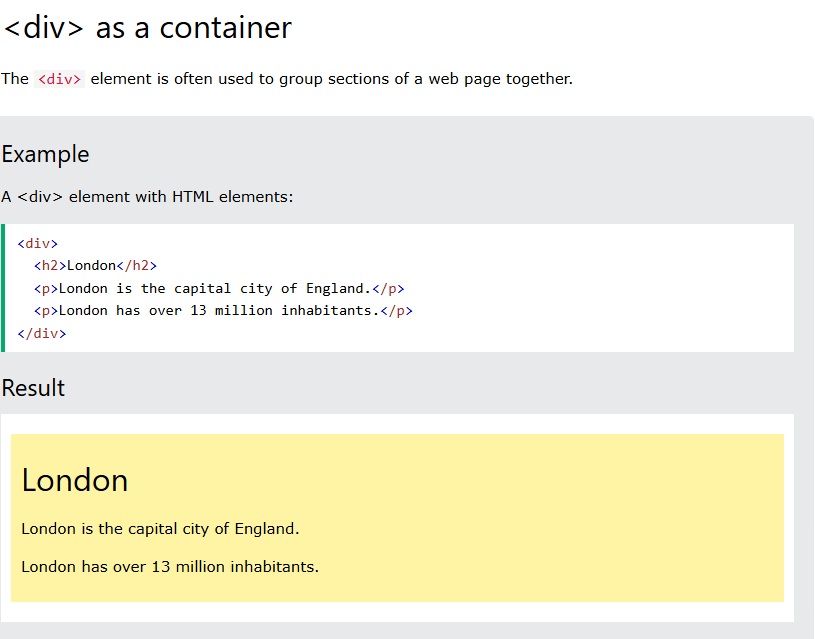 <div> as a container
The <div> element is often used to group sections of a web page together.
Example
A <div> element with HTML elements:
<div>
  <h2>London</h2>
  <p>London is the capital city of England.</p>
  <p>London has over 13 million inhabitants.</p>
</div>
Result
London
London is the capital city of England.
London has over 13 million inhabitants.